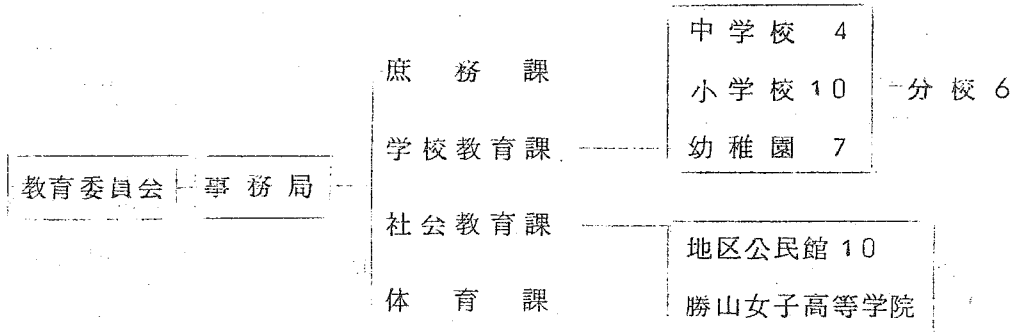 教育委員会
事務局
庶務課
学校教育課
社会教育課
体育課
中学校 4
小学校 10
幼稚園 7
分校 6
地区公民館 10
勝山女子高等学院